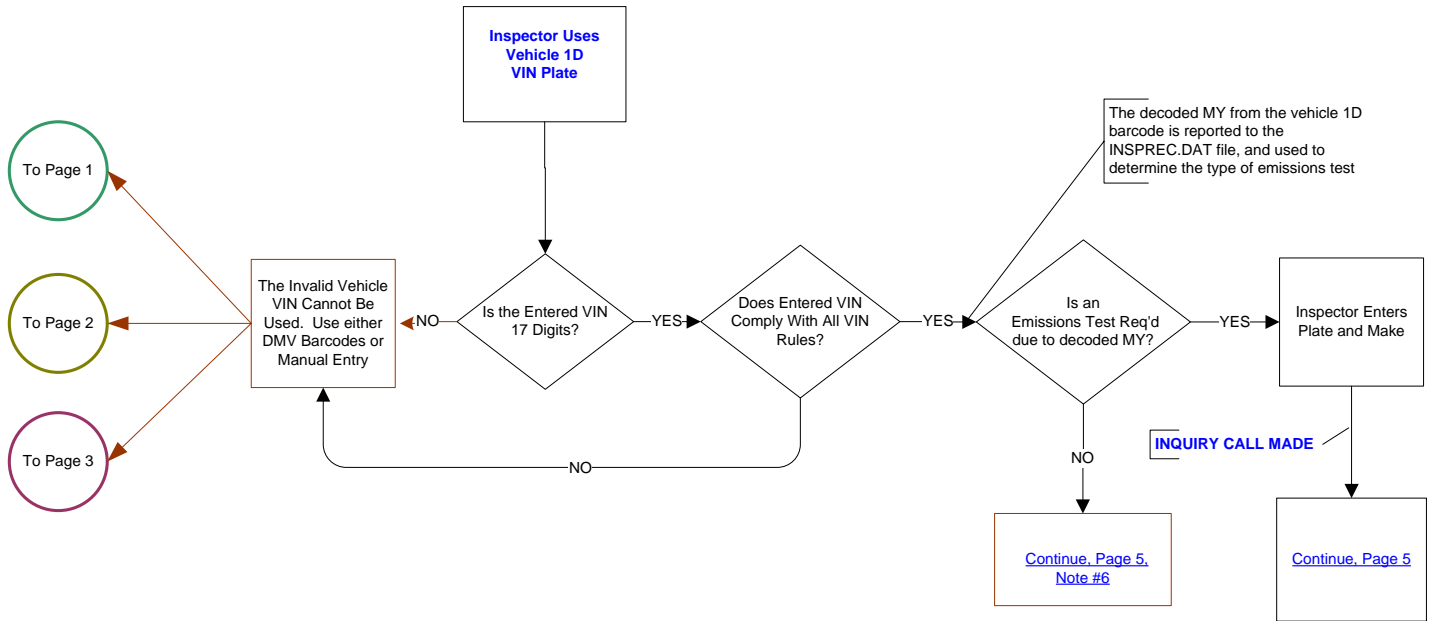 Inspector Uses
Vehicle 1D
VIN Plate
The decoded MY from the vehicle 1D
barcode is reported to the
INSPREC.DAT file, and used to
determine the type of emissions test
To Page 1
To Page 2
To Page 3
The Invalid Vehicle
VIN Cannot Be
Used.  Use either
DMV Barcodes or
Manual Entry
NO
Is the Entered VIN
17 Digits?
YES
Does Entered VIN
Comply With All VIN
Rules?
YES
Is an
Emissions Test Req'd
due to decoded MY?
YES
Inspector Enters
Plate and Make
NO
NO
INQUIRY CALL MADE
Continue, Page 5,
Note #6
Continue, Page 5